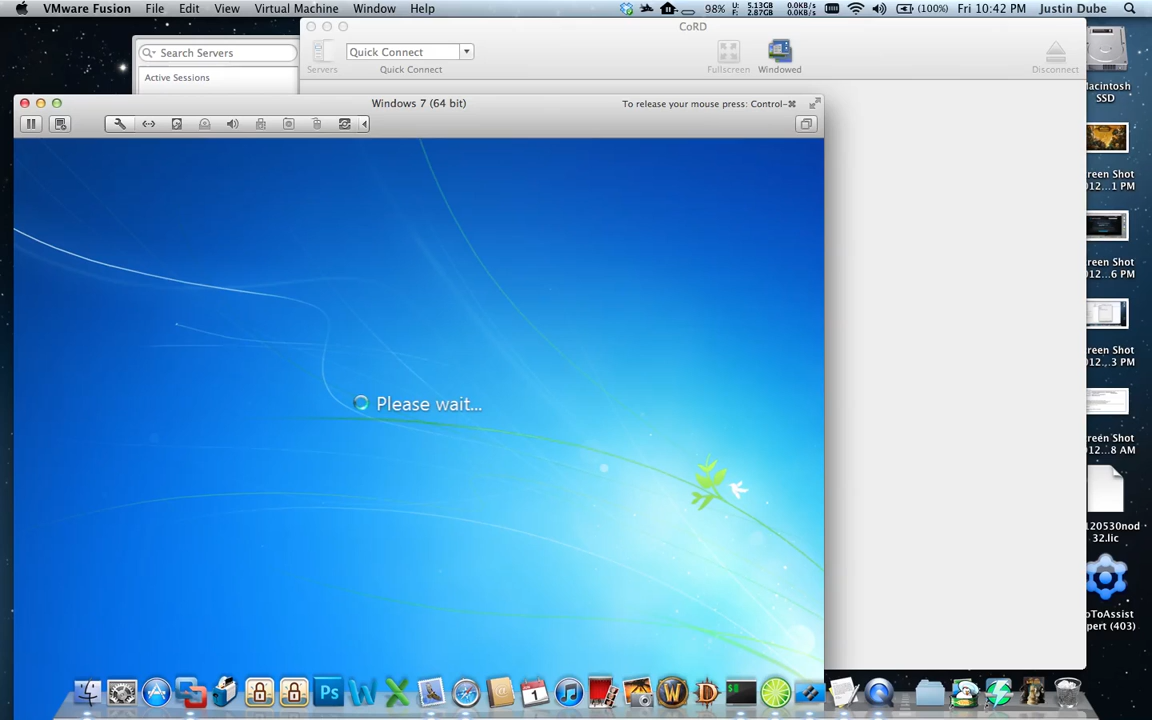 VMware Fusion File Edit View Virtual Machine Window Help 98% U: 5.13GB F: 2.87GB 0.0KB/s 0.0KB/s (100%) Fri 10:42 PM Justin Dube
CoRD
Search Servers
Active Sessions
Quick Connect
Servers Quick Connect Fullscreen Windowed Disconnect
Windows 7 (64 bit) To release your mouse press: Control-⌘
Please wait...
Macintosh
SSD
reen Shot
012...1 PM
reen Shot
012...6 PM
reen Shot
012...3 PM
reen Shot
012...8 AM
120530nod
32.lic
oToAssist
pert (403)
Ps